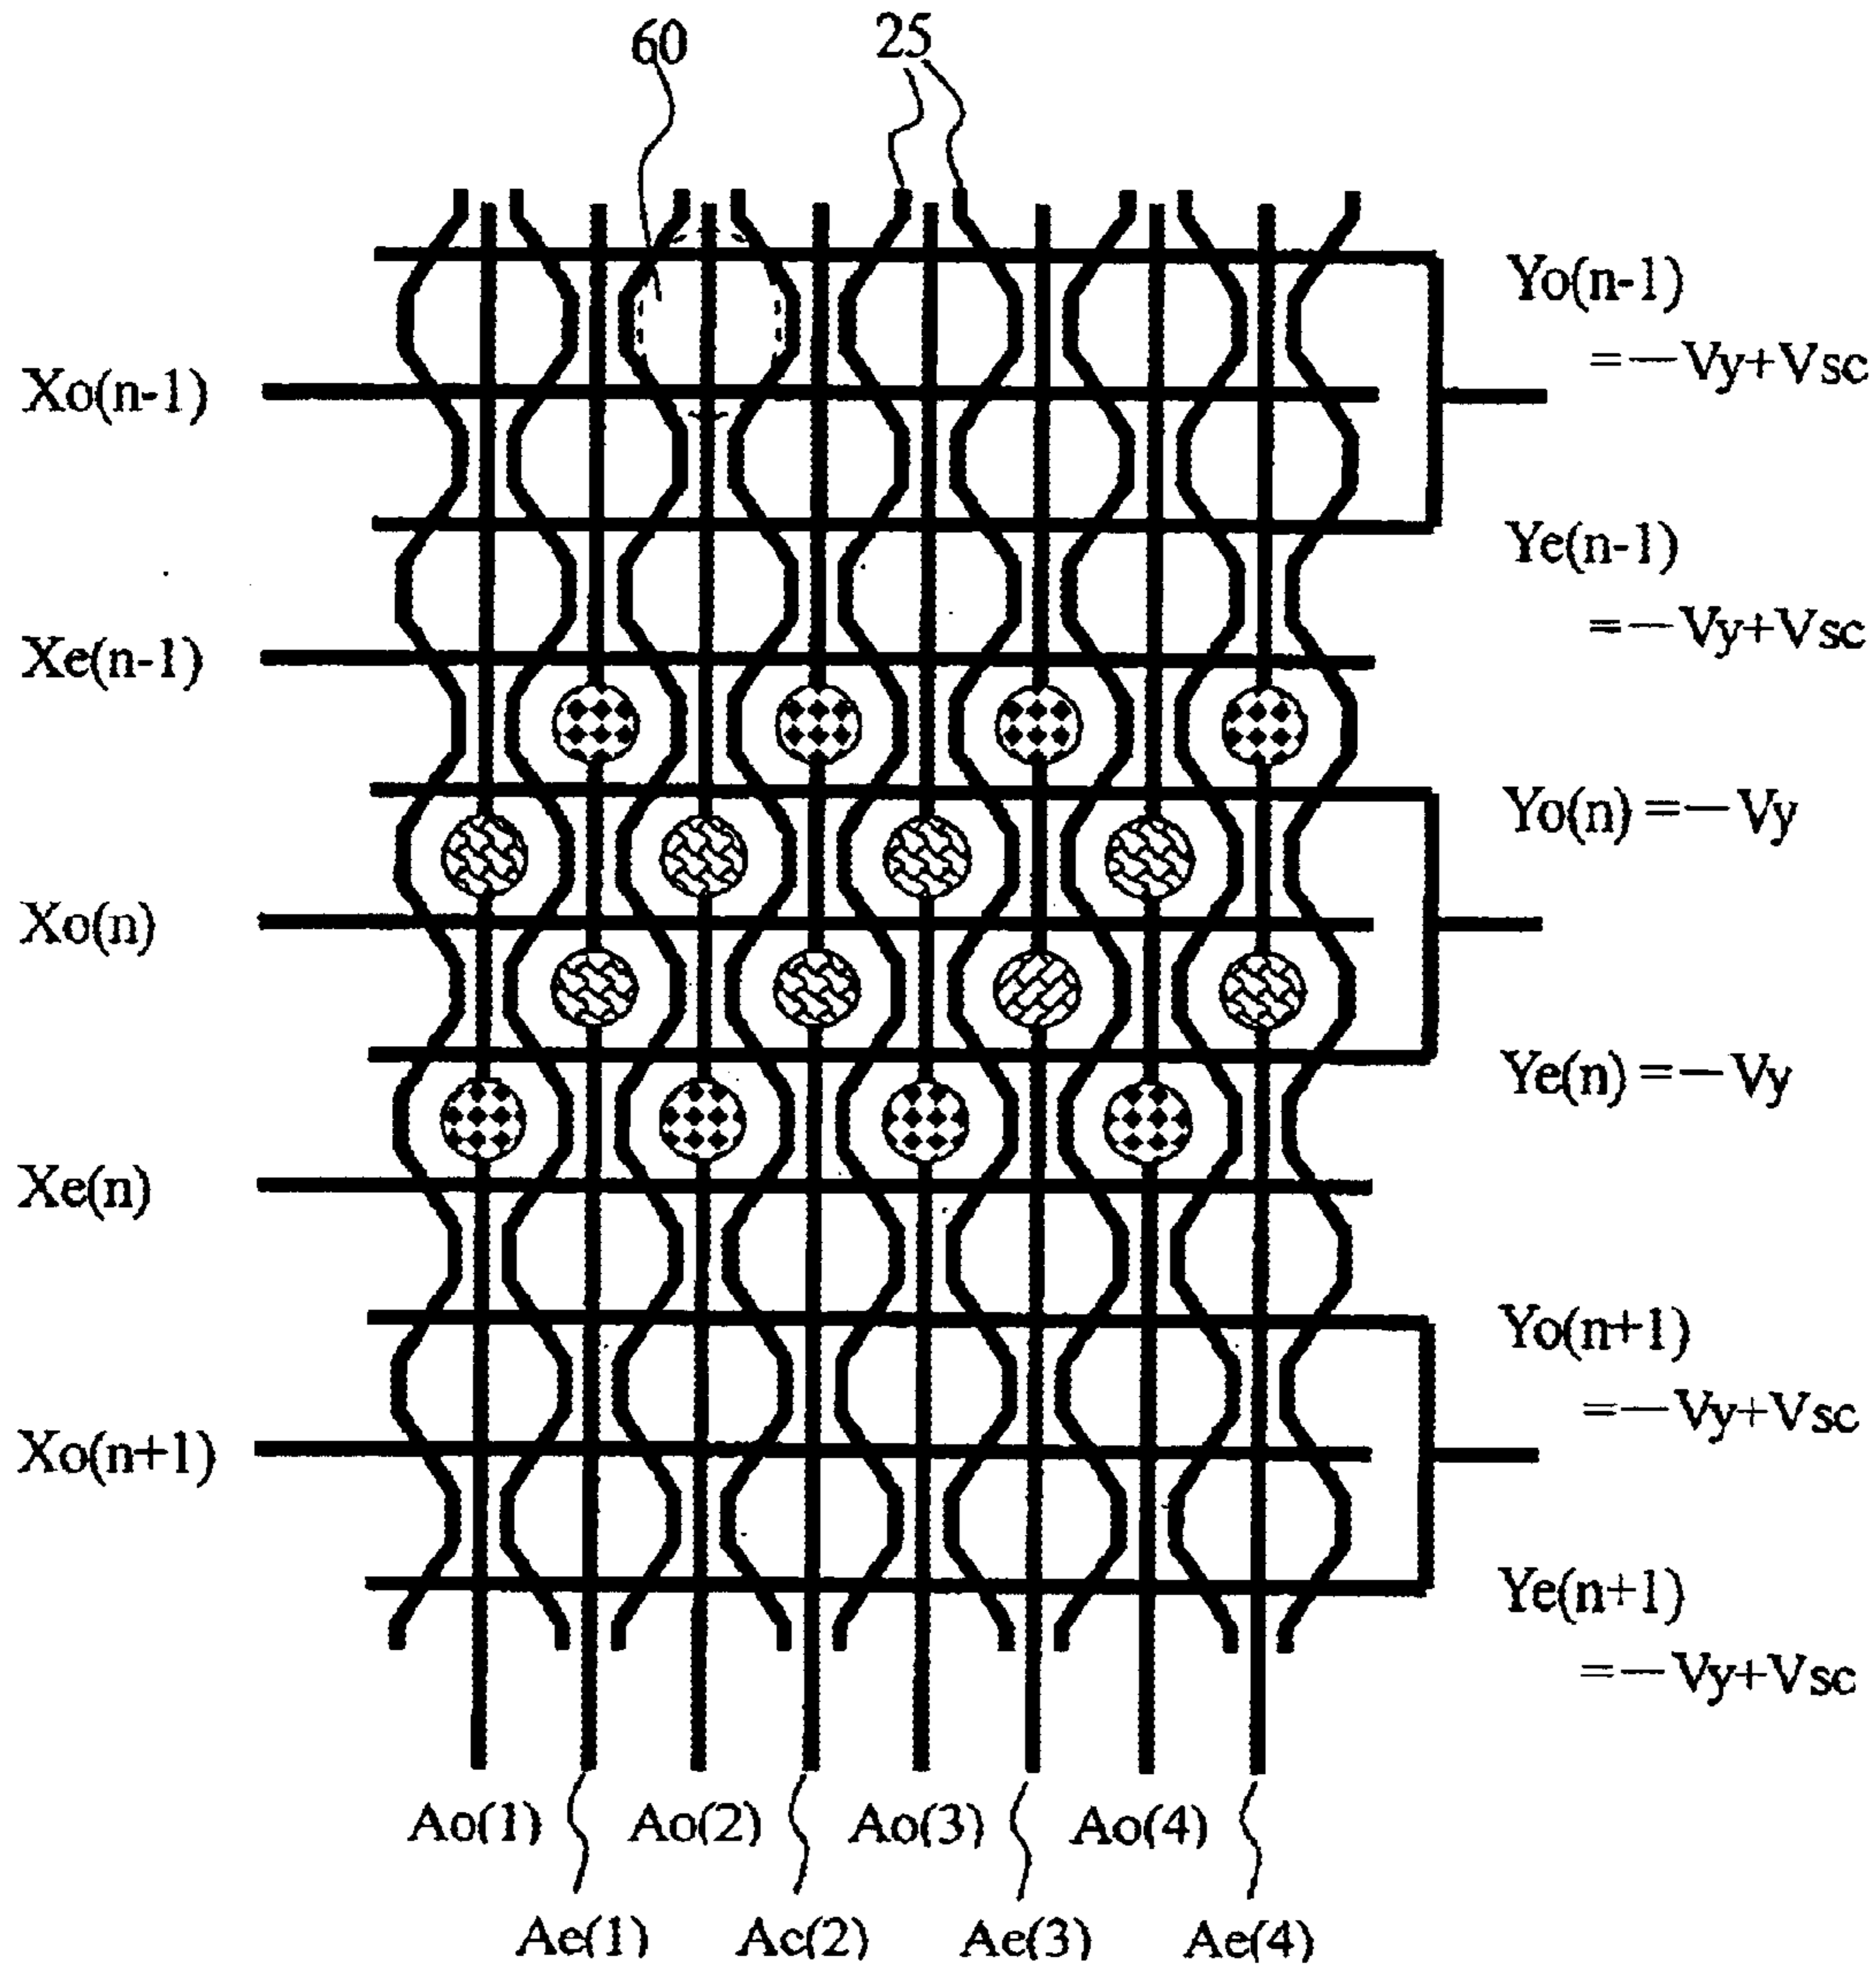 60
25
Yo(n-1)
=-Vy+Vsc
Xo(n-1)
Ye(n-1)
=-Vy+Vsc
Xe(n-1)
Yo(n)=-Vy
Xo(n)
Ye(n)=-Vy
Xe(n)
Yo(n+1)
=-Vy+Vsc
Xo(n+1)
Ye(n+1)
=-Vy+Vsc
Ao(1) Ao(2) Ao(3) Ao(4)
Ae(1) Ac(2) Ae(3) Ae(4)